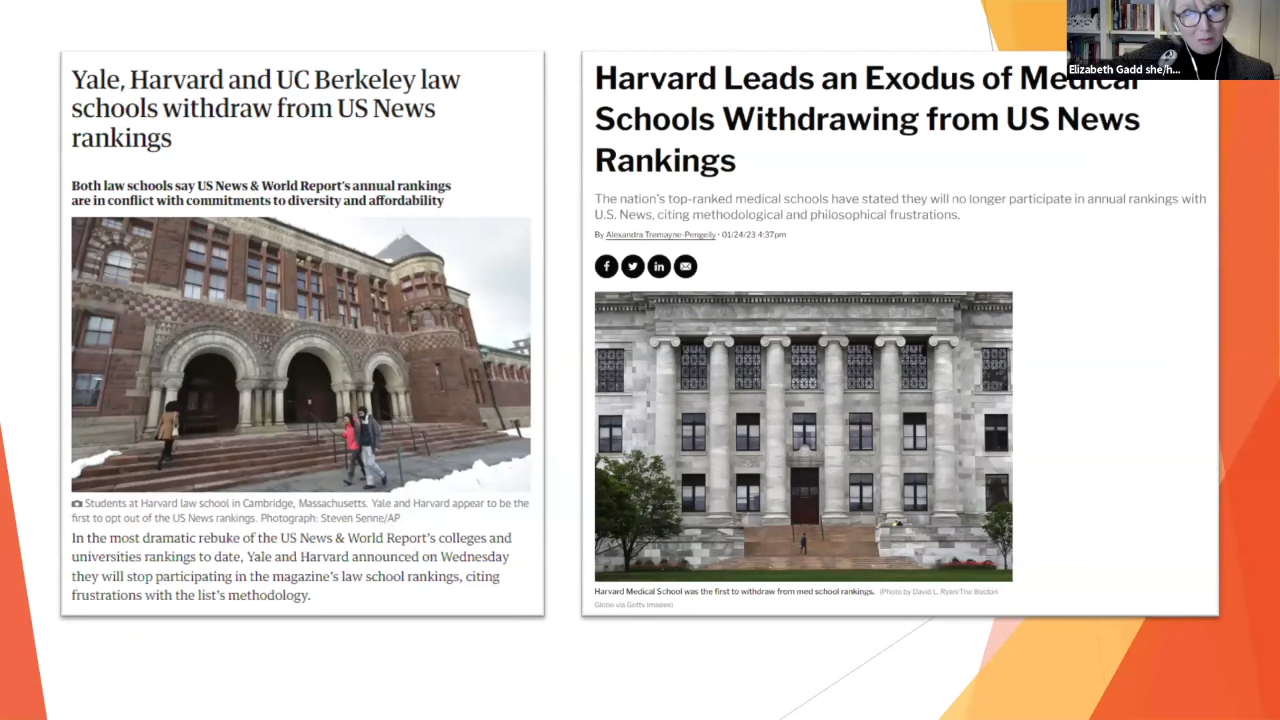 Yale, Harvard and UC Berkeley law
schools withdraw from US News
rankings
Both law schools say US News & World Report's annual rankings
are in conflict with commitments to diversity and affordability
Students at Harvard law school in Cambridge, Massachusetts. Yale and Harvard appear to be the
first to opt out of the US News rankings. Photograph: Steven Senne/AP
In the most dramatic rebuke of the US News & World Report's colleges and
universities rankings to date, Yale and Harvard announced on Wednesday
they will stop participating in the magazine's law school rankings, citing
frustrations with the list's methodology.
Harvard Leads an Exodus of Medical
Schools Withdrawing from US News
Rankings
The nation's top-ranked medical schools have stated they will no longer participate in annual rankings with
U.S. News, citing methodological and philosophical frustrations.
By Alexandra Tremayne-Pengelly · 01/24/23 4:37pm
Harvard Medical School was the first to withdraw from med school rankings. (Photo by David L. Ryan/The Boston
Globe via Getty Images)
Elizabeth Gadd she/h...